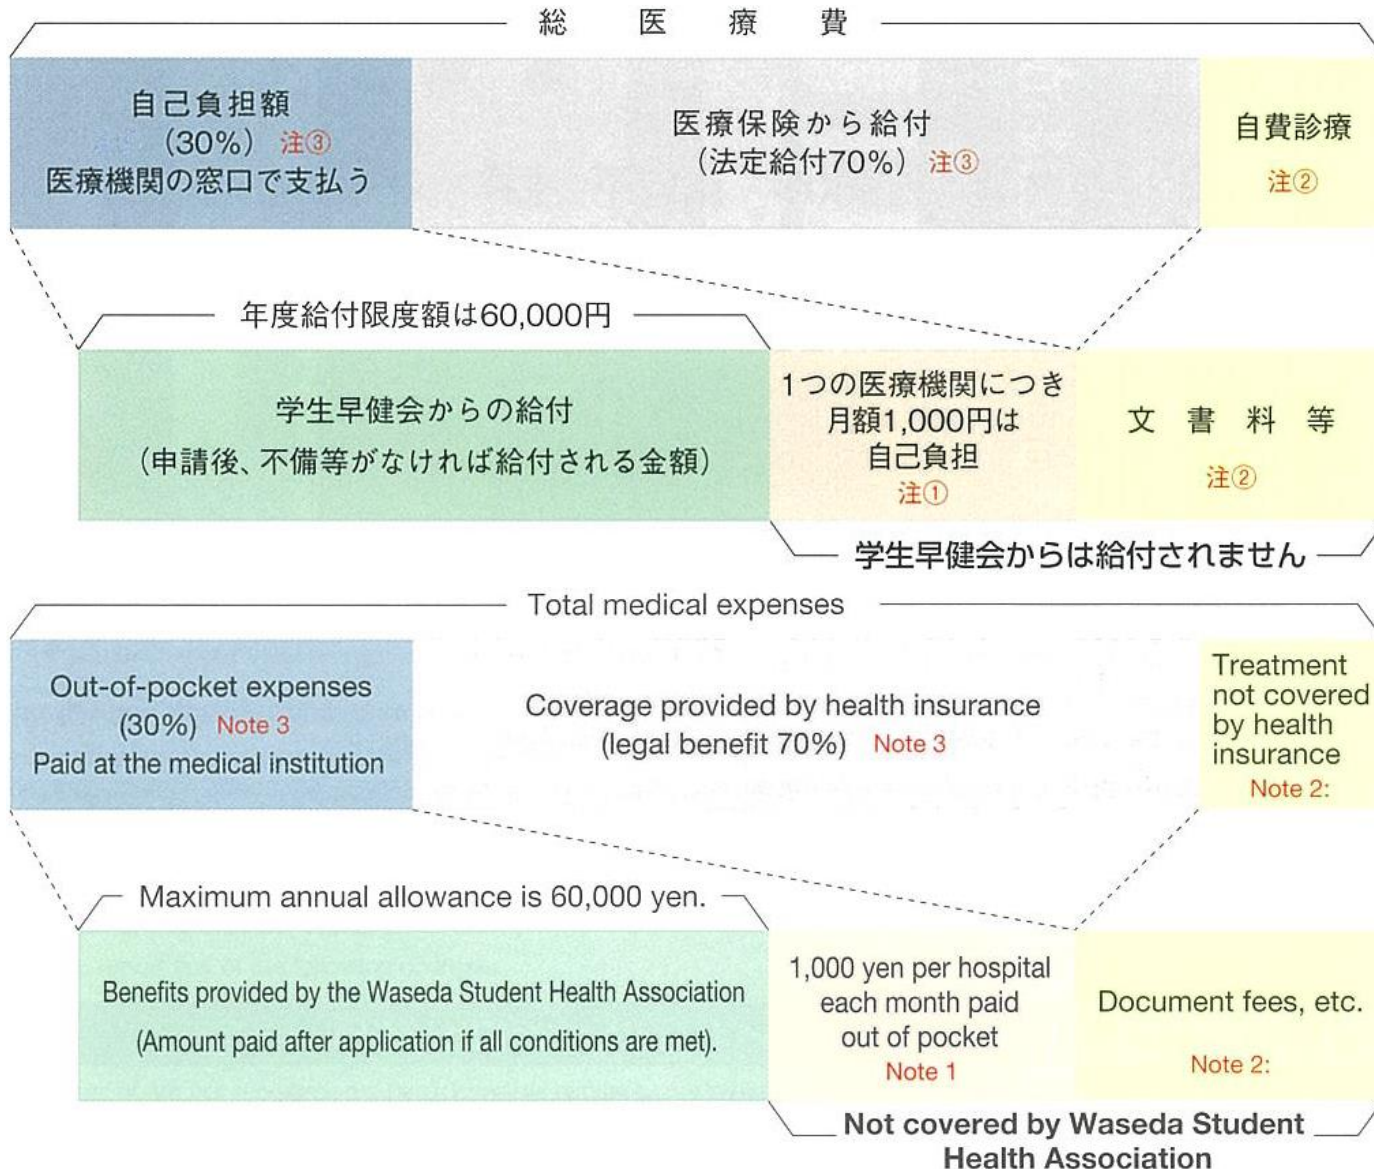 総 医 療 費
自己負担額
(30%) 注③
医療機関の窓口で支払う
医療保険から給付
(法定給付70%) 注③
自費診療
注②
年度給付限度額は60,000円
学生早健会からの給付
(申請後、不備等がなければ給付される金額)
1つの医療機関につき
月額1,000円は
自己負担
注①
文 書 料 等
注②
学生早健会からは給付されません
Total medical expenses
Out-of-pocket expenses
(30%) Note 3
Paid at the medical institution
Coverage provided by health insurance
(legal benefit 70%) Note 3
Treatment
not covered
by health
insurance
Note 2:
Maximum annual allowance is 60,000 yen.
Benefits provided by the Waseda Student Health Association
(Amount paid after application if all conditions are met).
1,000 yen per hospital
each month paid
out of pocket
Note 1
Document fees, etc.
Note 2:
Not covered by Waseda Student
Health Association